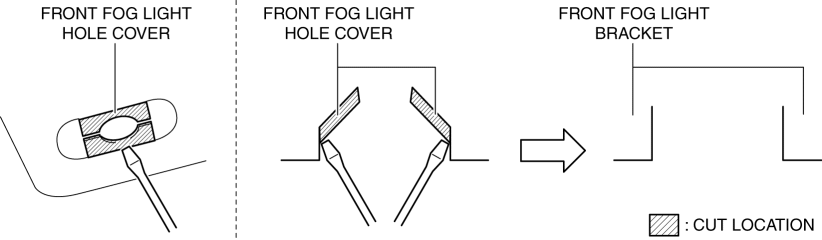 FRONT FOG LIGHT
HOLE COVER
FRONT FOG LIGHT
HOLE COVER
FRONT FOG LIGHT
BRACKET
: CUT LOCATION